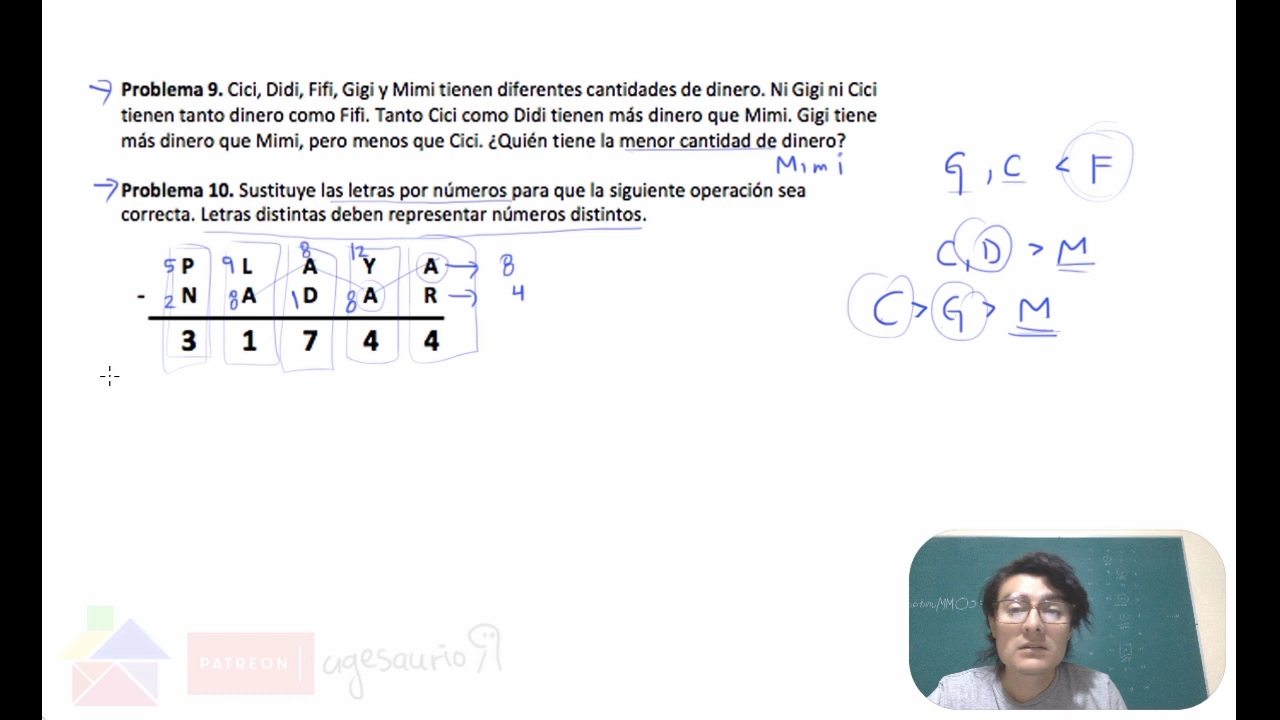 Problema 9. Cici, Didi, Fifi, Gigi y Mimi tienen diferentes cantidades de dinero. Ni Gigi ni Cici
tienen tanto dinero como Fifi. Tanto Cici como Didi tienen más dinero que Mimi. Gigi tiene
más dinero que Mimi, pero menos que Cici. ¿Quién tiene la menor cantidad de dinero?
Mimi
G, C < F
Problema 10. Sustituye las letras por números para que la siguiente operación sea
correcta. Letras distintas deben representar números distintos.
C, D > M
C > G > M
8 12
5 P 9 L A Y A → 8
- 2 N 8 A 1 D 8 A R → 4
3 1 7 4 4
PATREON
agesaurio